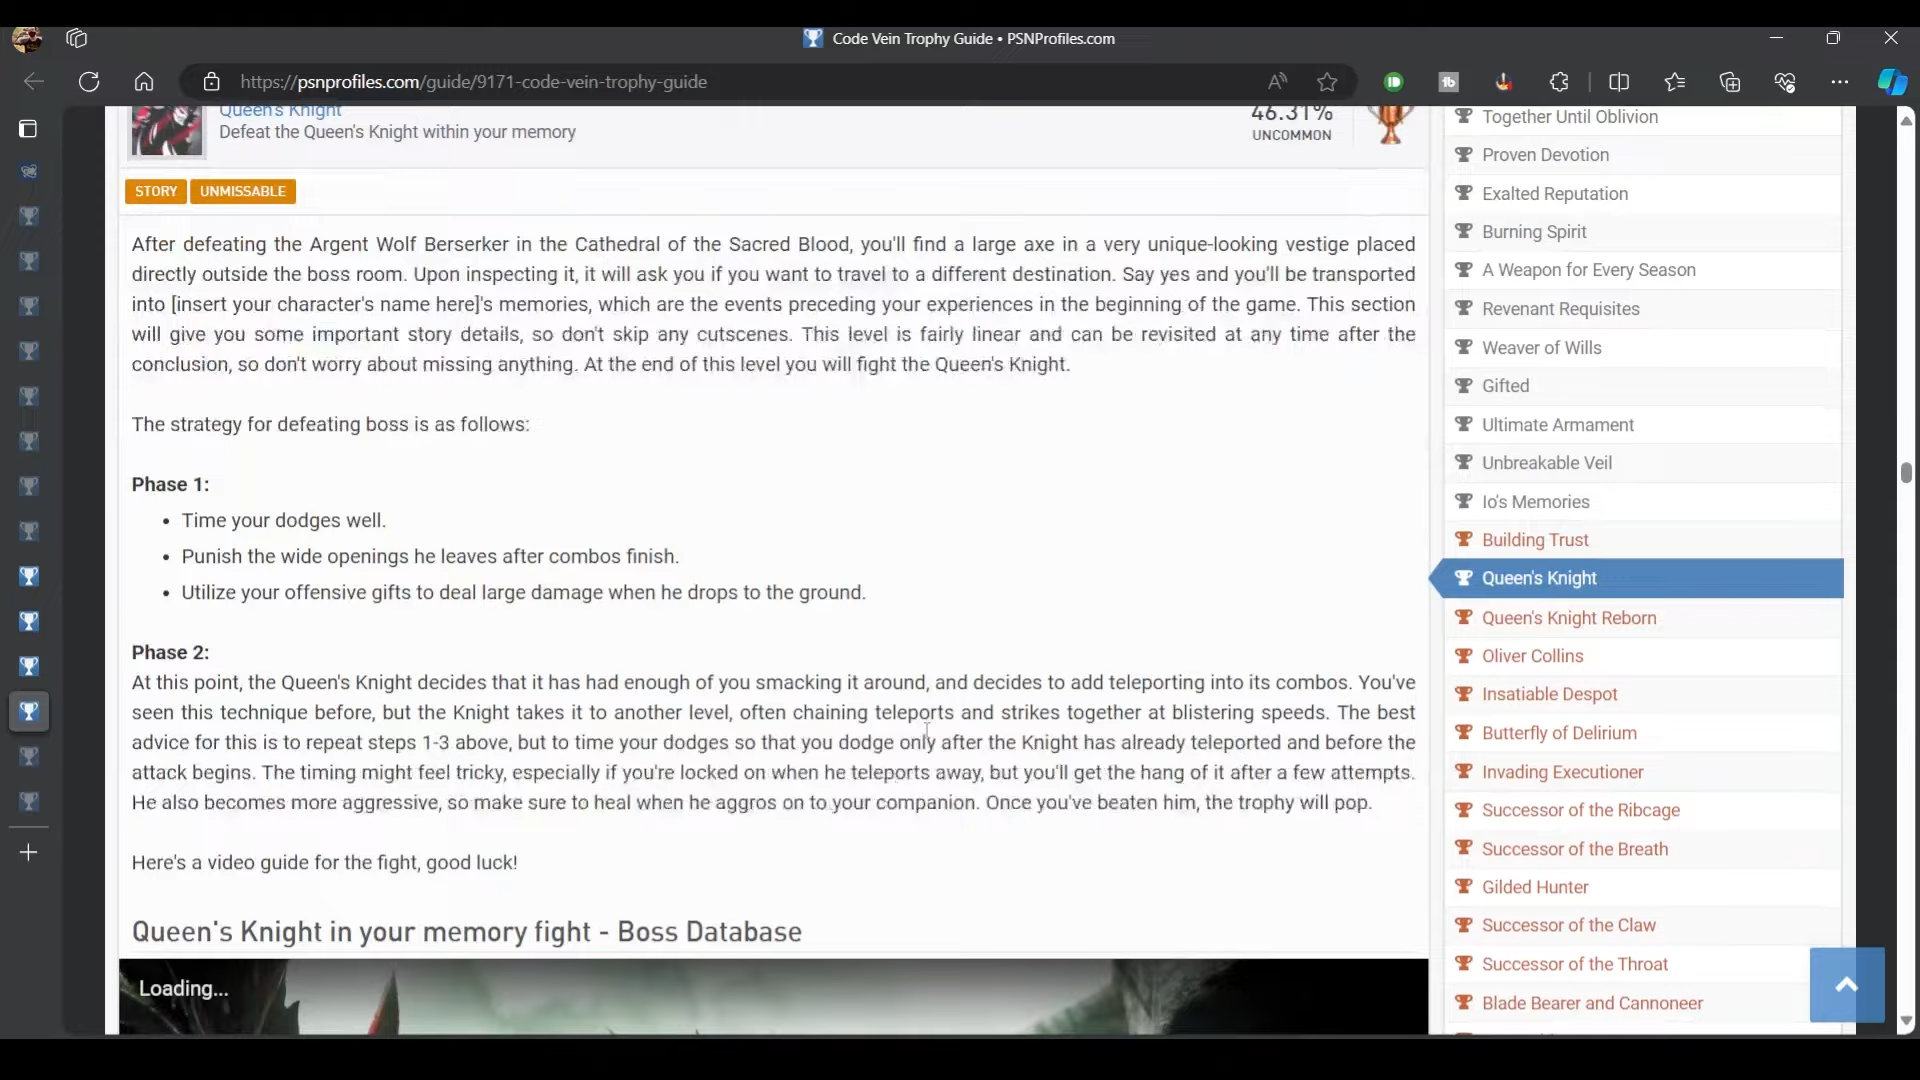 Code Vein Trophy Guide • PSNProfiles.com
https://psnprofiles.com/guide/9171-code-vein-trophy-guide
Queen's Knight
Defeat the Queen's Knight within your memory
46.31%
UNCOMMON
STORY
UNMISSABLE
After defeating the Argent Wolf Berserker in the Cathedral of the Sacred Blood, you'll find a large axe in a very unique-looking vestige placed
directly outside the boss room. Upon inspecting it, it will ask you if you want to travel to a different destination. Say yes and you'll be transported
into [insert your character's name here]'s memories, which are the events preceding your experiences in the beginning of the game. This section
will give you some important story details, so don't skip any cutscenes. This level is fairly linear and can be revisited at any time after the
conclusion, so don't worry about missing anything. At the end of this level you will fight the Queen's Knight.
The strategy for defeating boss is as follows:
Phase 1:
• Time your dodges well.
• Punish the wide openings he leaves after combos finish.
• Utilize your offensive gifts to deal large damage when he drops to the ground.
Phase 2:
At this point, the Queen's Knight decides that it has had enough of you smacking it around, and decides to add teleporting into its combos. You've
seen this technique before, but the Knight takes it to another level, often chaining teleports and strikes together at blistering speeds. The best
advice for this is to repeat steps 1-3 above, but to time your dodges so that you dodge only after the Knight has already teleported and before the
attack begins. The timing might feel tricky, especially if you're locked on when he teleports away, but you'll get the hang of it after a few attempts.
He also becomes more aggressive, so make sure to heal when he aggros on to your companion. Once you've beaten him, the trophy will pop.
Here's a video guide for the fight, good luck!
Queen's Knight in your memory fight - Boss Database
Loading...
Together Until Oblivion
Proven Devotion
Exalted Reputation
Burning Spirit
A Weapon for Every Season
Revenant Requisites
Weaver of Wills
Gifted
Ultimate Armament
Unbreakable Veil
Io's Memories
Building Trust
Queen's Knight
Queen's Knight Reborn
Oliver Collins
Insatiable Despot
Butterfly of Delirium
Invading Executioner
Successor of the Ribcage
Successor of the Breath
Gilded Hunter
Successor of the Claw
Successor of the Throat
Blade Bearer and Cannoneer